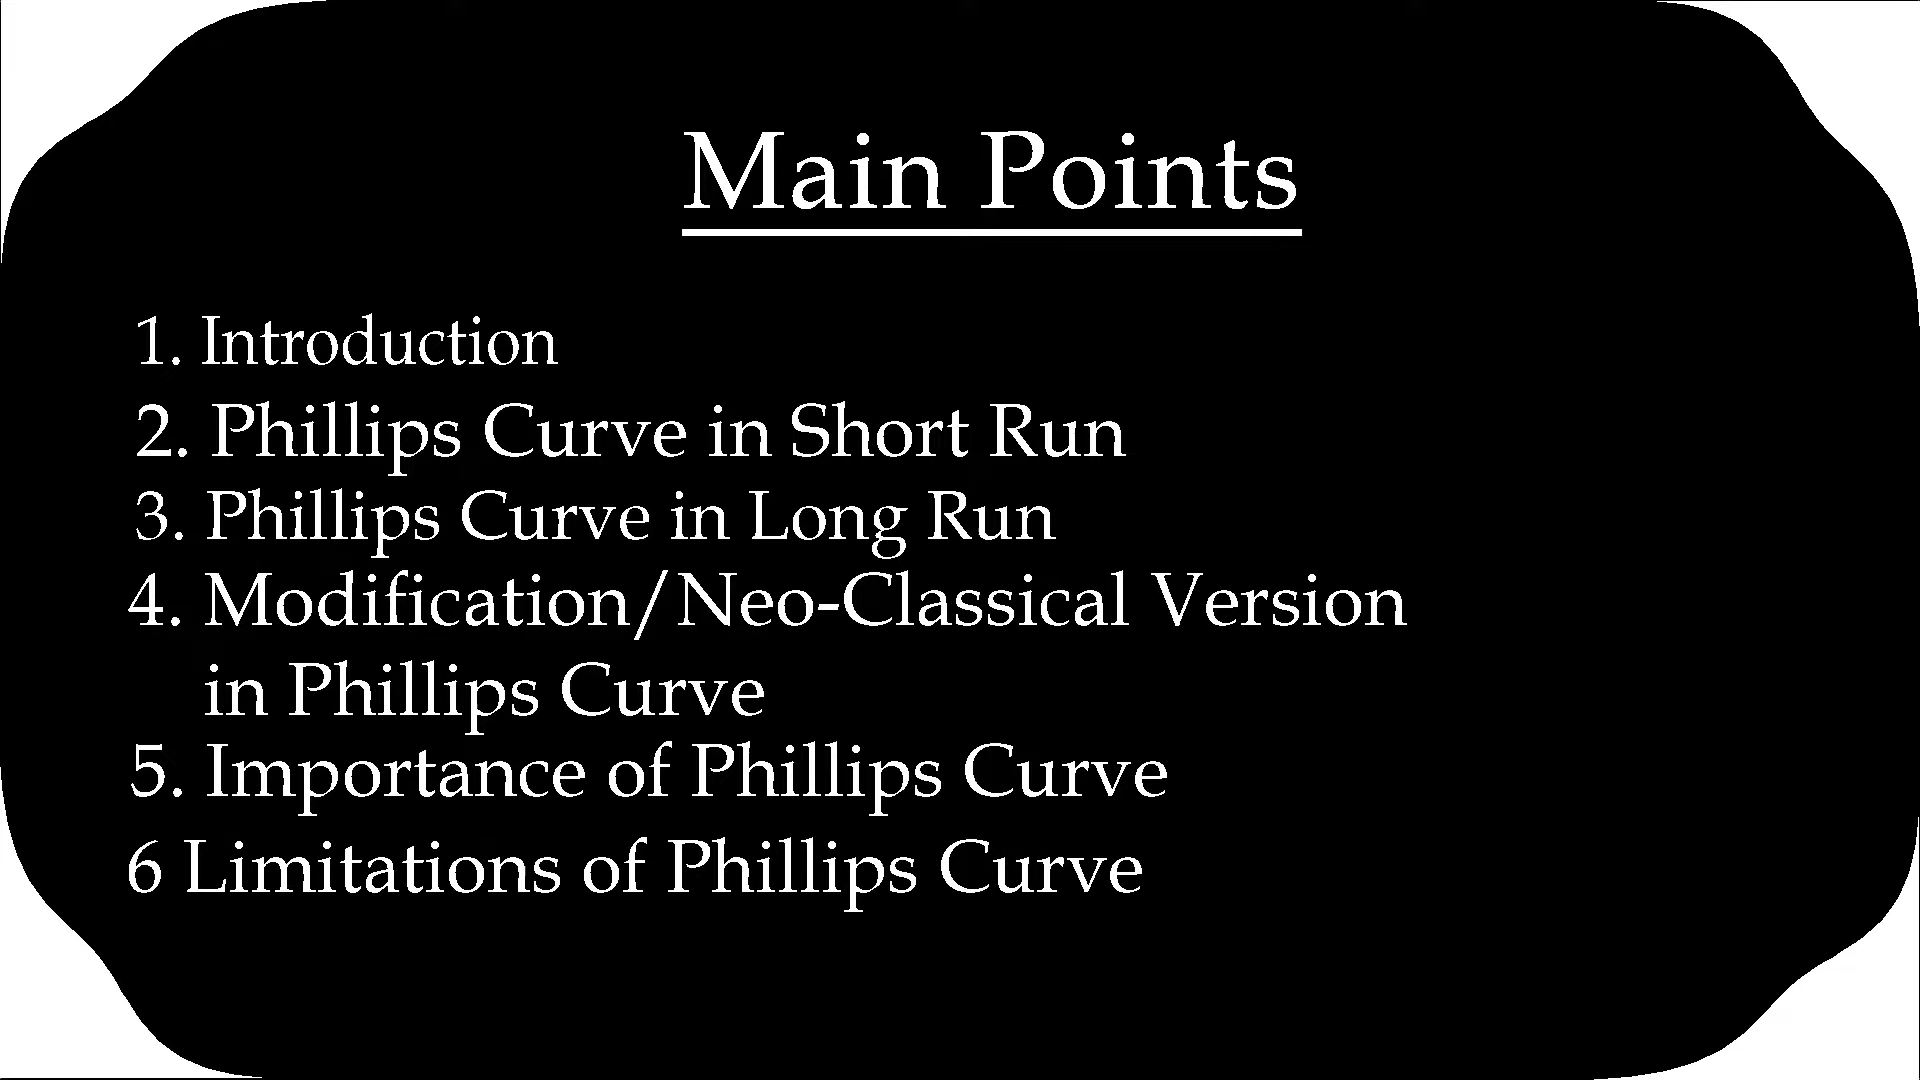 Main Points
1. Introduction
2. Phillips Curve in Short Run
3. Phillips Curve in Long Run
4. Modification/Neo-Classical Version
in Phillips Curve
5. Importance of Phillips Curve
6 Limitations of Phillips Curve